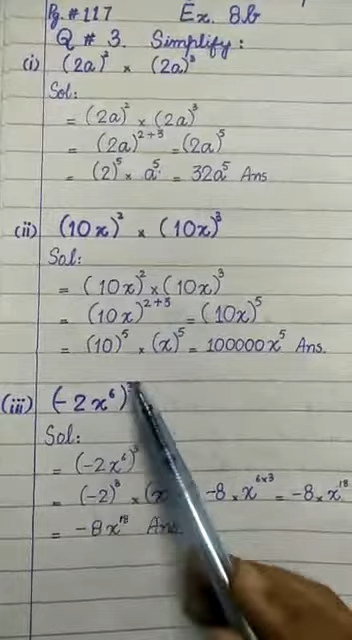 Pg.#117 Ex. 8b
Q # 3. Simplify:
(i) (2a)² × (2a)³
Sol:
= (2a)² × (2a)³
= (2a)²⁺³ = (2a)⁵
= (2)⁵ × a⁵ = 32a⁵ Ans
(ii) (10x)² × (10x)³
Sol:
= (10x)² × (10x)³
= (10x)²⁺³ = (10x)⁵
= (10)⁵ × (x)⁵ = 100000x⁵ Ans.
(iii) (-2x⁶)
Sol:
= (-2x⁶)³
= (-2)³ × (x -8 × x⁶ˣ³ = -8 × x¹⁸
= -8x¹⁸ Ans